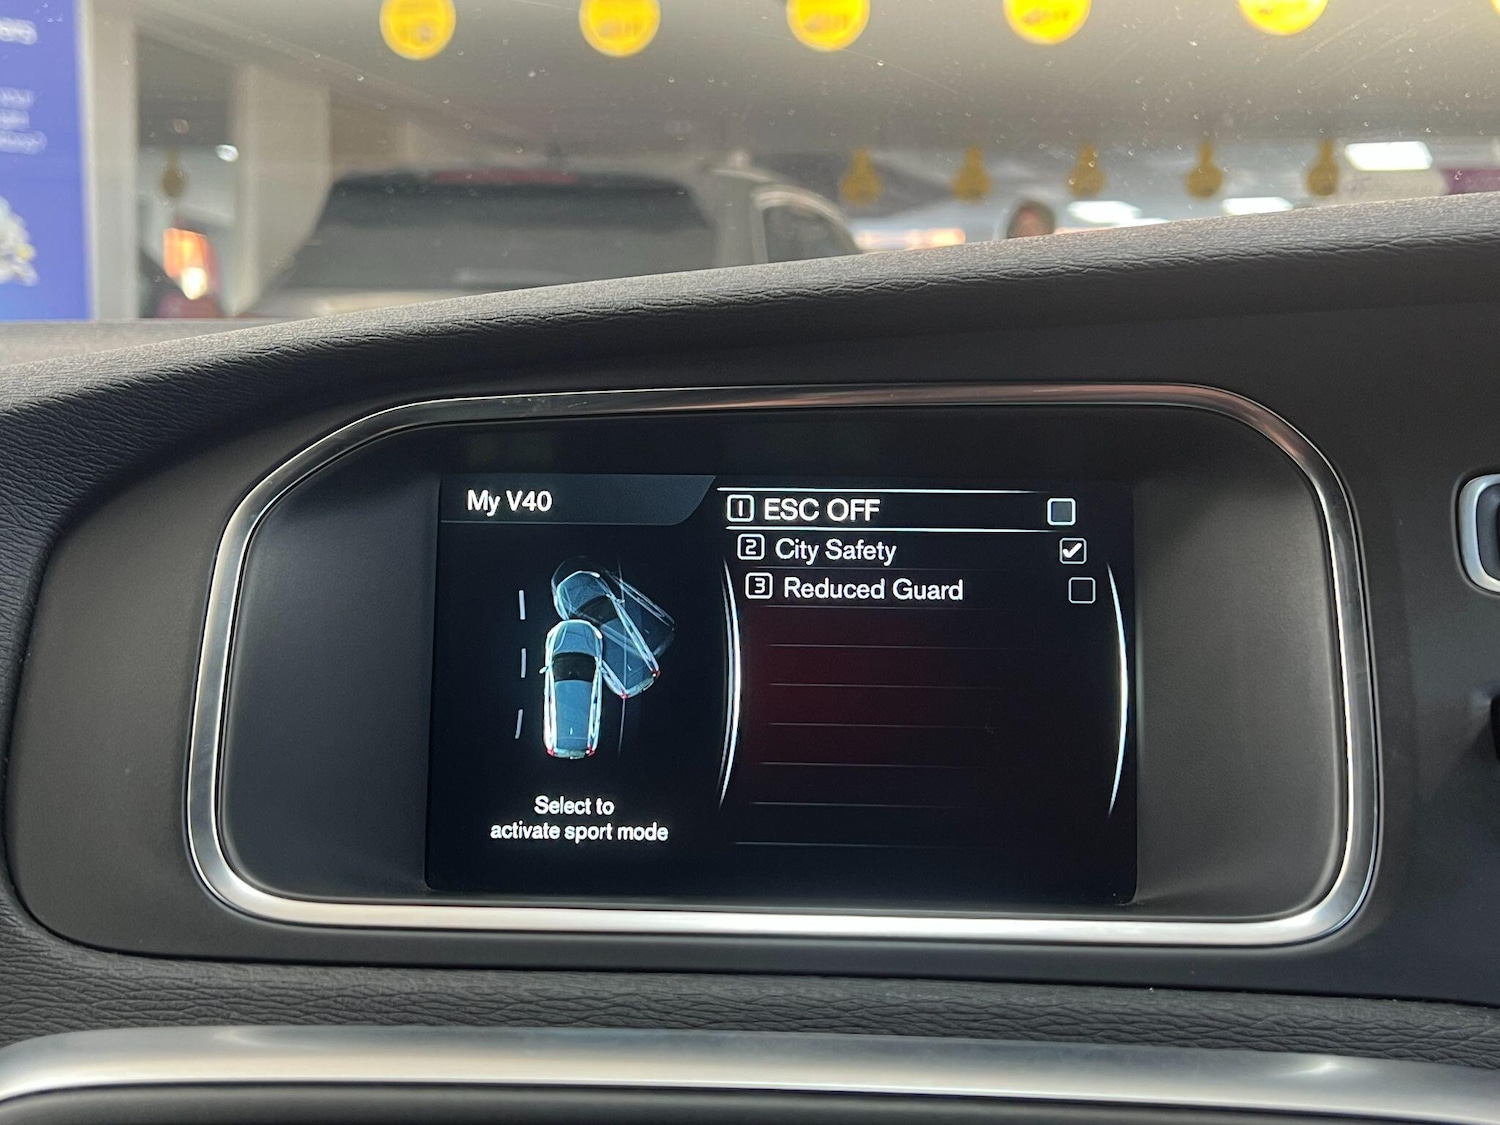 My V40
1 ESC OFF
2 City Safety
3 Reduced Guard
Select to
activate sport mode